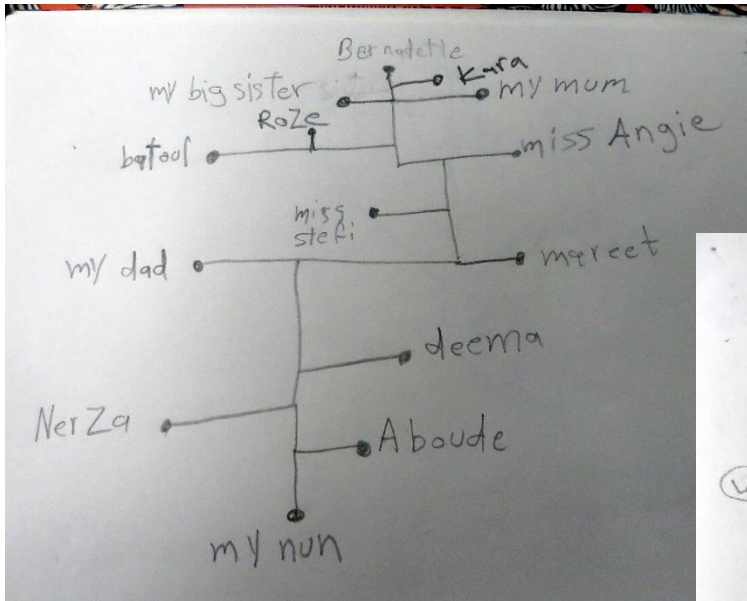 Bernadette
Kara
my big sister
my mum
RoZe
batool
miss Angie
miss
stefi
my dad
mareet
deema
NerZa
Aboude
my nun